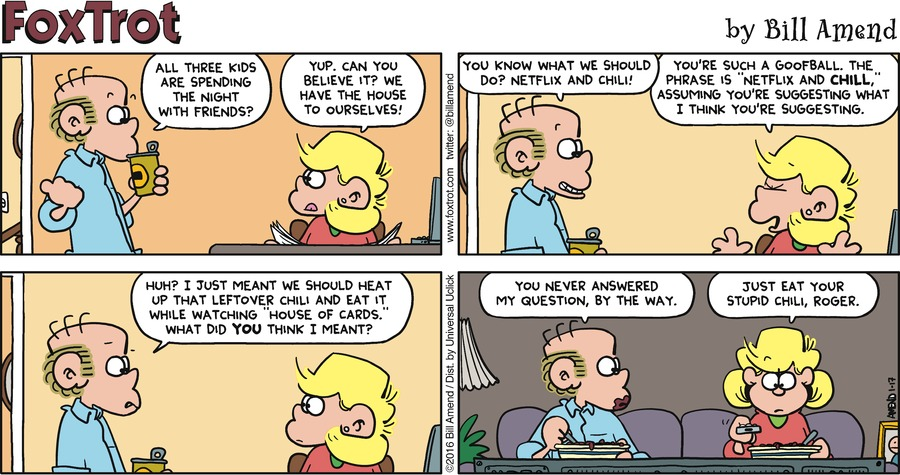 FOXTROT
by Bill Amend
ALL THREE KIDS
ARE SPENDING
THE NIGHT
WITH FRIENDS?
YUP. CAN YOU
BELIEVE IT? WE
HAVE THE HOUSE
TO OURSELVES!
www.foxtrot.com twitter: @billamend
YOU KNOW WHAT WE SHOULD
DO? NETFLIX AND CHILI!
YOU'RE SUCH A GOOFBALL. THE
PHRASE IS "NETFLIX AND CHILL,"
ASSUMING YOU'RE SUGGESTING WHAT
I THINK YOU'RE SUGGESTING.
HUH? I JUST MEANT WE SHOULD HEAT
UP THAT LEFTOVER CHILI AND EAT IT
WHILE WATCHING "HOUSE OF CARDS."
WHAT DID YOU THINK I MEANT?
©2016 Bill Amend / Dist. by Universal Uclick
YOU NEVER ANSWERED
MY QUESTION, BY THE WAY.
JUST EAT YOUR
STUPID CHILI, ROGER.
AMEND 1-17